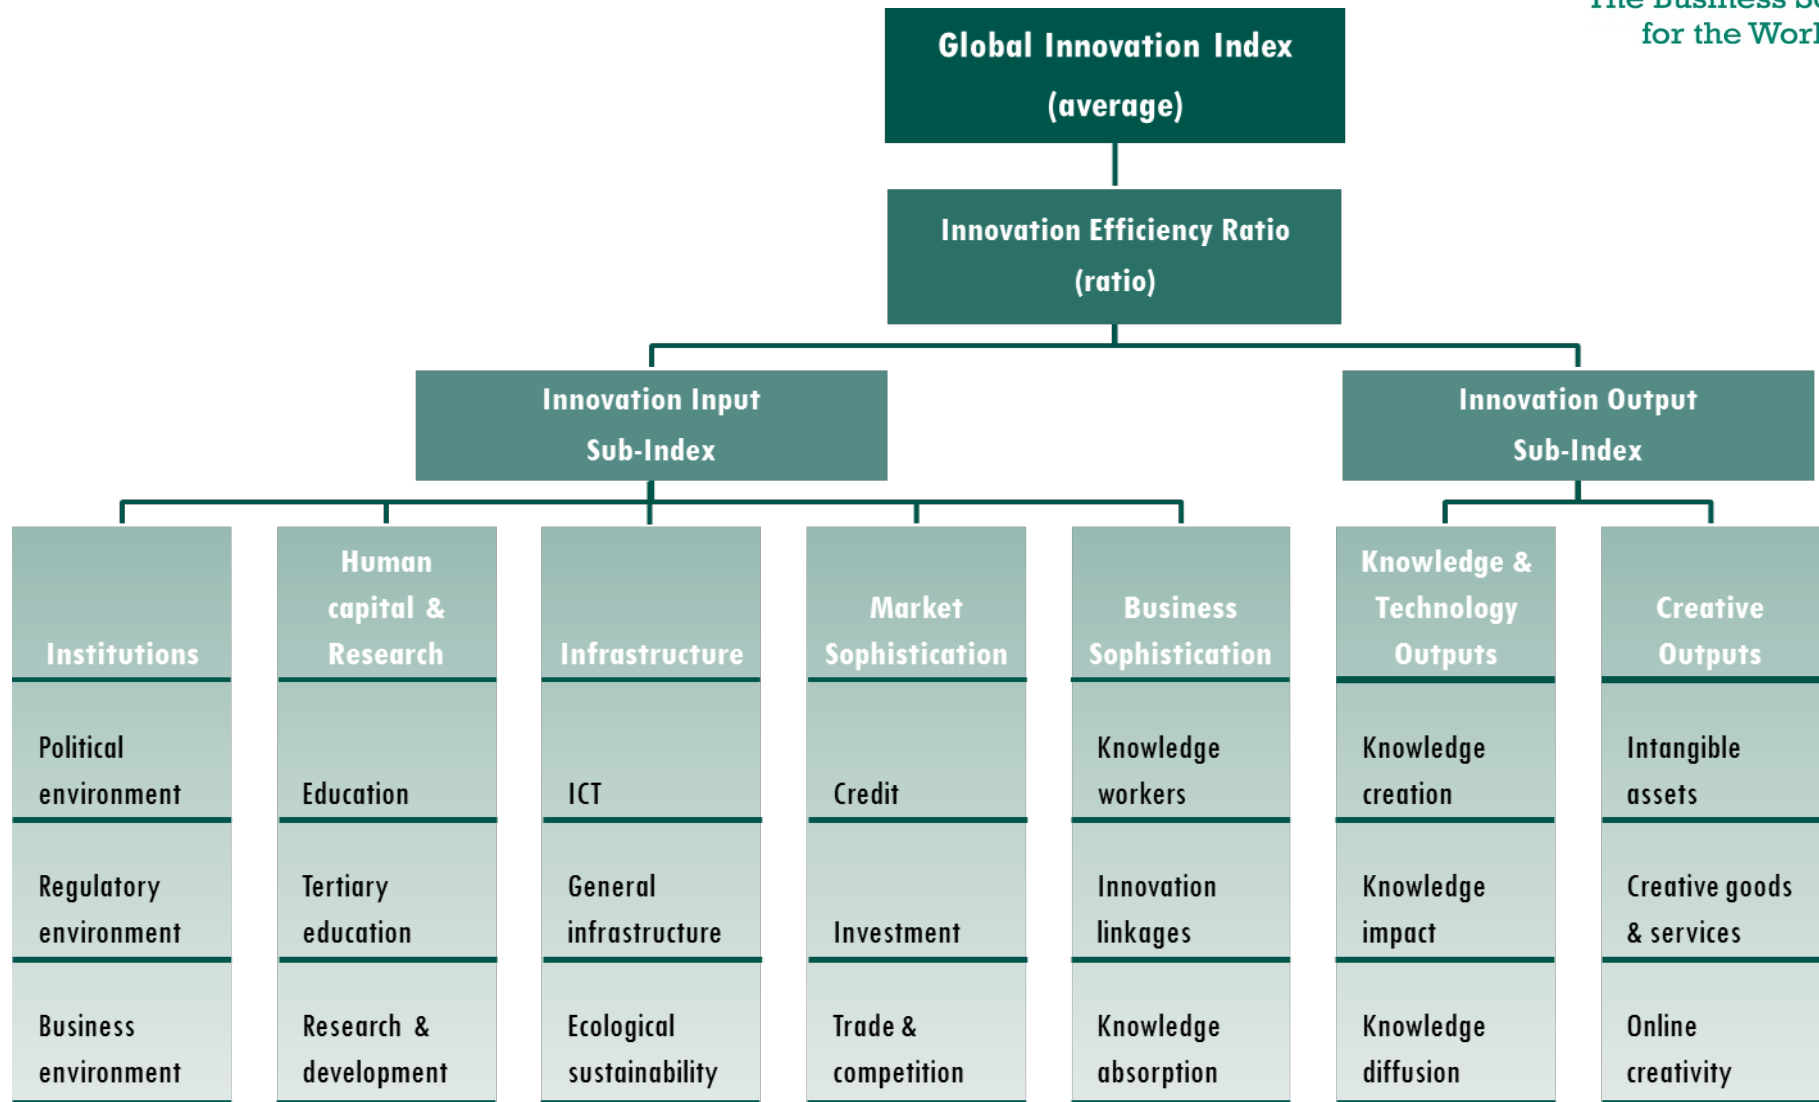 The Business
for the
Global Innovation Index
(average)
Innovation Efficiency Ratio
(ratio)
Innovation Input
Sub-Index
Innovation Output
Sub-Index
Institutions
Human
capital &
Research
Infrastructure
Market
Sophistication
Business
Sophistication
Knowledge &
Technology
Outputs
Creative
Outputs
Political
environment
Education
ICT
Credit
Knowledge
workers
Knowledge
creation
Intangible
assets
Regulatory
environment
Tertiary
education
General
infrastructure
Investment
Innovation
linkages
Knowledge
impact
Creative goods
& services
Business
environment
Research &
development
Ecological
sustainability
Trade &
competition
Knowledge
absorption
Knowledge
diffusion
Online
creativity